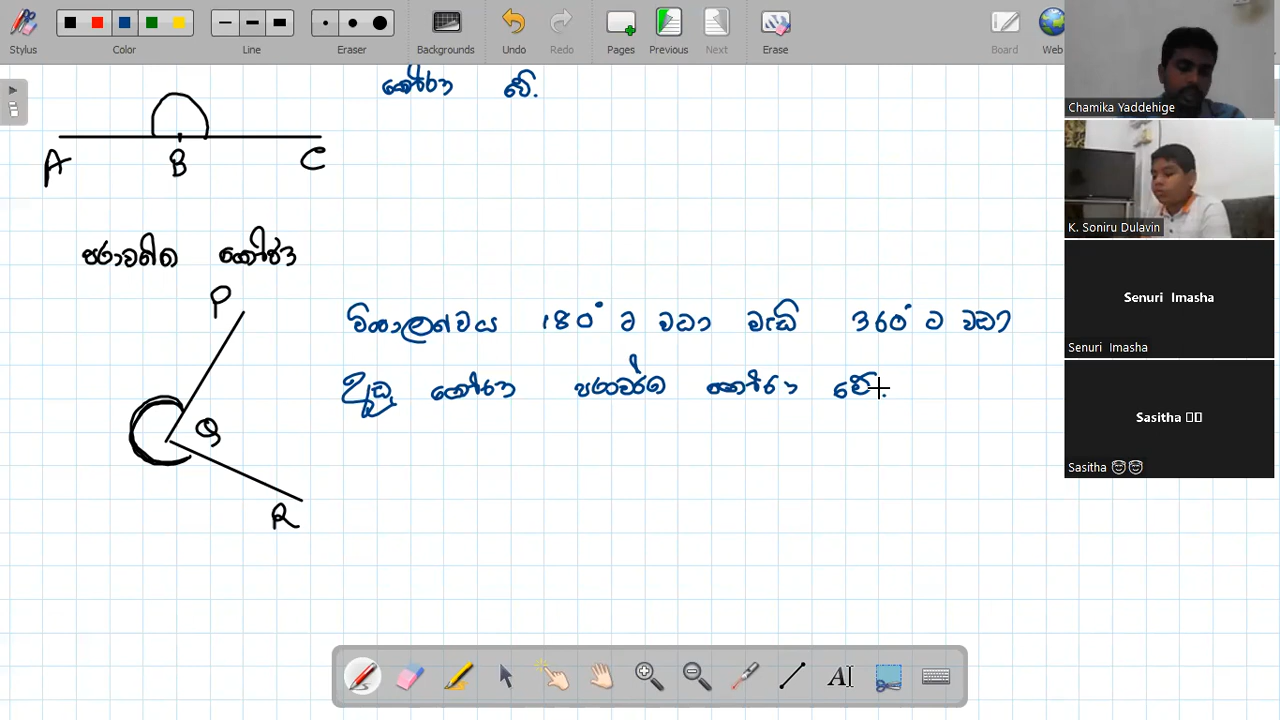 Stylus
Color
Line
Eraser
Backgrounds
Undo
Redo
Pages
Previous
Next
Erase
Board
Web
කෝණ වේ.
A B C
පරාවර්ත කෝණ
P
Q
R
විශාලත්වය 180° ට වඩා වැඩි 360° ට වඩා
අඩු කෝණ පරාවර්ත කෝණ වේ.
Chamika Yaddehige
K. Soniru Dulavin
Senuri Imasha
Senuri Imasha
Sasitha
Sasitha 😇😇